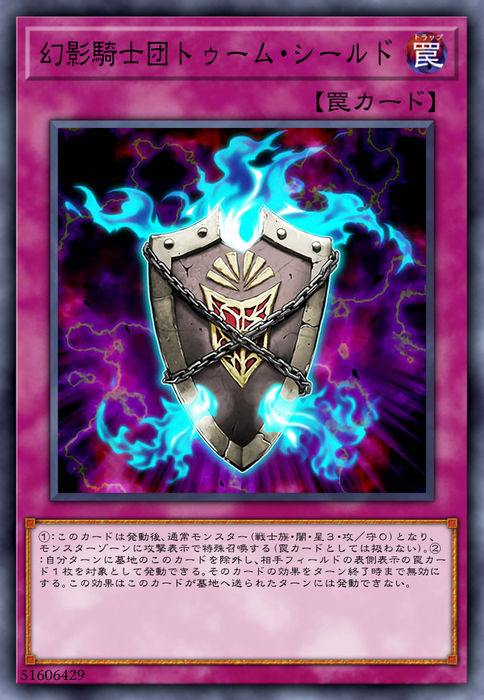 幻影騎士団トゥーム・シールド
トラップ
罠
【罠カード】
①:このカードは発動後、通常モンスター(戦士族・闇・星3・攻/守0)となり、
モンスターゾーンに攻撃表示で特殊召喚する(罠カードとしては扱わない)。②
:自分ターンに墓地のこのカードを除外し、相手フィールドの表側表示の罠カー
ド1枚を対象として発動できる。そのカードの効果をターン終了時まで無効に
する。この効果はこのカードが墓地へ送られたターンには発動できない。
51606429